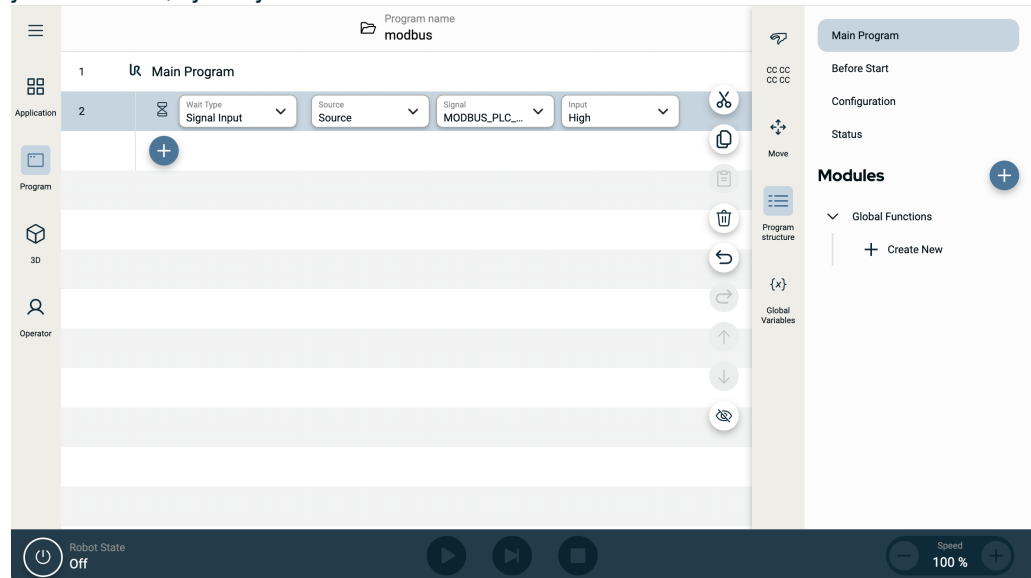 Program name
modbus
Application
Program
3D
Operator
1 Main Program
2
Wait Type
Signal Input
Source
Source
Signal
MODBUS_PLC_...
Input
High
CC CC
CC CC
Move
Program
structure
{x}
Global
Variables
Main Program
Before Start
Configuration
Status
Modules
Global Functions
Create New
Robot State
Off
Speed
100 %